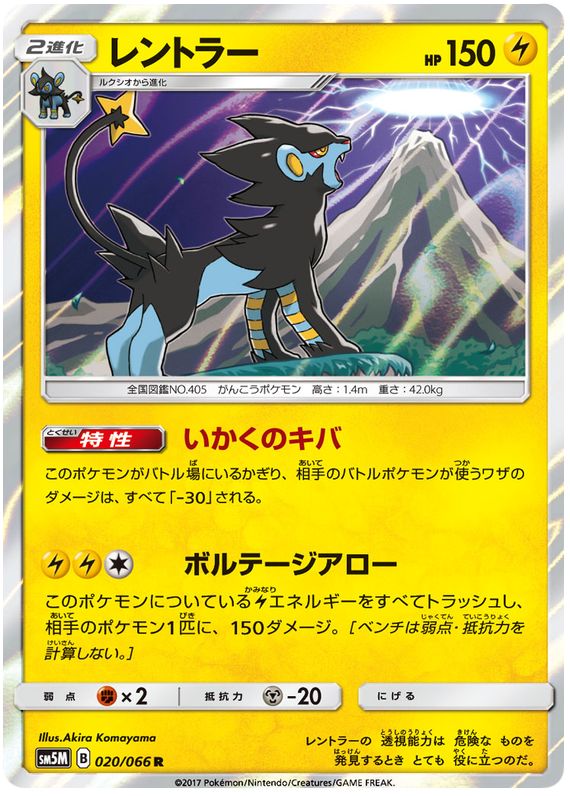 2進化
レントラー
HP 150
ルクシオから進化
全国図鑑NO.405 がんこうポケモン 高さ：1.4m 重さ：42.0kg
とくせい
特性 いかくのキバ
このポケモンがバトル場にいるかぎり、相手のバトルポケモンが使うワザの
ダメージは、すべて「-30」される。
ボルテージアロー
このポケモンについているエネルギーをすべてトラッシュし、
相手のポケモン1匹に、150ダメージ。[ベンチは弱点・抵抗力を
計算しない。]
弱点 ×2 抵抗力 -20 にげる
Illus.Akira Komayama
SM5M B 020/066 R
レントラーの 透視能力は 危険な ものを
発見するとき とても 役に立つのだ。
©2017 Pokémon/Nintendo/Creatures/GAME FREAK.